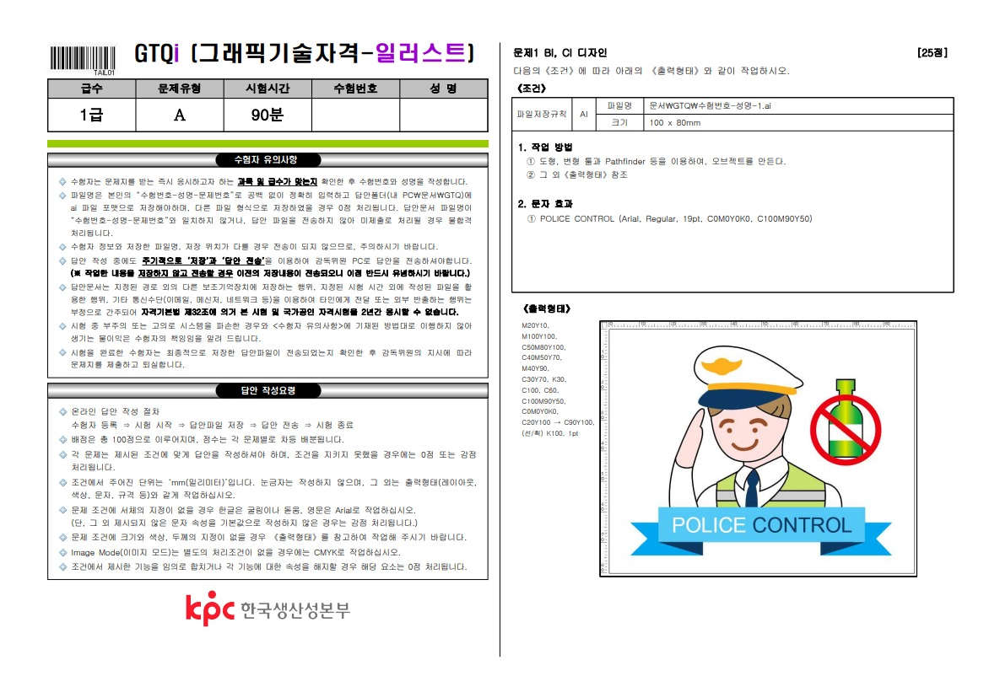 TAIL01
GTQi (그래픽기술자격-일러스트)
급수 문제유형 시험시간 수험번호 성 명
1급 A 90분
수험자 유의사항
◈ 수험자는 문제지를 받는 즉시 응시하고자 하는 과목 및 급수가 맞는지 확인한 후 수험번호와 성명을 작성합니다.
◈ 파일명은 본인의 "수험번호-성명-문제번호"로 공백 없이 정확히 입력하고 답안폴더(내 PC₩문서₩GTQ)에
ai 파일 포맷으로 저장해야하며, 다른 파일 형식으로 저장하였을 경우 0점 처리됩니다. 답안문서 파일명이
"수험번호-성명-문제번호"와 일치하지 않거나, 답안 파일을 전송하지 않아 미제출로 처리될 경우 불합격
처리됩니다.
◈ 수험자 정보와 저장한 파일명, 저장 위치가 다를 경우 전송이 되지 않으므로, 주의하시기 바랍니다.
◈ 답안 작성 중에도 주기적으로 '저장'과 '답안 전송'을 이용하여 감독위원 PC로 답안을 전송하셔야합니다.
(※ 작업한 내용을 저장하지 않고 전송할 경우 이전의 저장내용이 전송되오니 이점 반드시 유념하시기 바랍니다.)
◈ 답안문서는 지정된 경로 외의 다른 보조기억장치에 저장하는 행위, 지정된 시험 시간 외에 작성된 파일을 활
용한 행위, 기타 통신수단(이메일, 메신저, 네트워크 등)을 이용하여 타인에게 전달 또는 외부 반출하는 행위는
부정으로 간주되어 자격기본법 제32조에 의거 본 시험 및 국가공인 자격시험을 2년간 응시할 수 없습니다.
◈ 시험 중 부주의 또는 고의로 시스템을 파손한 경우와 <수험자 유의사항>에 기재된 방법대로 이행하지 않아
생기는 불이익은 수험자의 책임임을 알려 드립니다.
◈ 시험을 완료한 수험자는 최종적으로 저장한 답안파일이 전송되었는지 확인한 후 감독위원의 지시에 따라
문제지를 제출하고 퇴실합니다.
답안 작성요령
◈ 온라인 답안 작성 절차
수험자 등록 ⇒ 시험 시작 ⇒ 답안파일 저장 ⇒ 답안 전송 ⇒ 시험 종료
◈ 배점은 총 100점으로 이루어지며, 점수는 각 문제별로 차등 배분됩니다.
◈ 각 문제는 제시된 조건에 맞게 답안을 작성하셔야 하며, 조건을 지키지 못했을 경우에는 0점 또는 감점
처리됩니다.
◈ 조건에서 주어진 단위는 'mm(밀리미터)'입니다. 눈금자는 작성하지 않으며, 그 외는 출력형태(레이아웃,
색상, 문자, 규격 등)와 같게 작업하십시오.
◈ 문제 조건에 서체의 지정이 없을 경우 한글은 굴림이나 돋움, 영문은 Arial로 작업하십시오.
(단, 그 외 제시되지 않은 문자 속성을 기본값으로 작성하지 않은 경우는 감점 처리됩니다.)
◈ 문제 조건에 크기와 색상, 두께의 지정이 없을 경우 《출력형태》를 참고하여 작업해 주시기 바랍니다.
◈ Image Mode(이미지 모드)는 별도의 처리조건이 없을 경우에는 CMYK로 작업하십시오.
◈ 조건에서 제시한 기능을 임의로 합치거나 각 기능에 대한 속성을 해지할 경우 해당 요소는 0점 처리됩니다.
kpc 한국생산성본부
문제1 BI, CI 디자인 [25점]
다음의《조건》에 따라 아래의 《출력형태》와 같이 작업하시오.
《조건》
파일저장규칙 AI 파일명 문서₩GTQ₩수험번호-성명-1.ai
크기 100 x 80mm
1. 작업 방법
① 도형, 변형 툴과 Pathfinder 등을 이용하여, 오브젝트를 만든다.
② 그 외《출력형태》참조
2. 문자 효과
① POLICE CONTROL (Arial, Regular, 19pt, C0M0Y0K0, C100M90Y50)
《출력형태》
M20Y10,
M100Y100,
C50M80Y100,
C40M50Y70,
M40Y90,
C30Y70, K30,
C100, C60,
C100M90Y50,
C0M0Y0K0,
C20Y100 → C90Y100,
(선/획) K100, 1pt
POLICE CONTROL